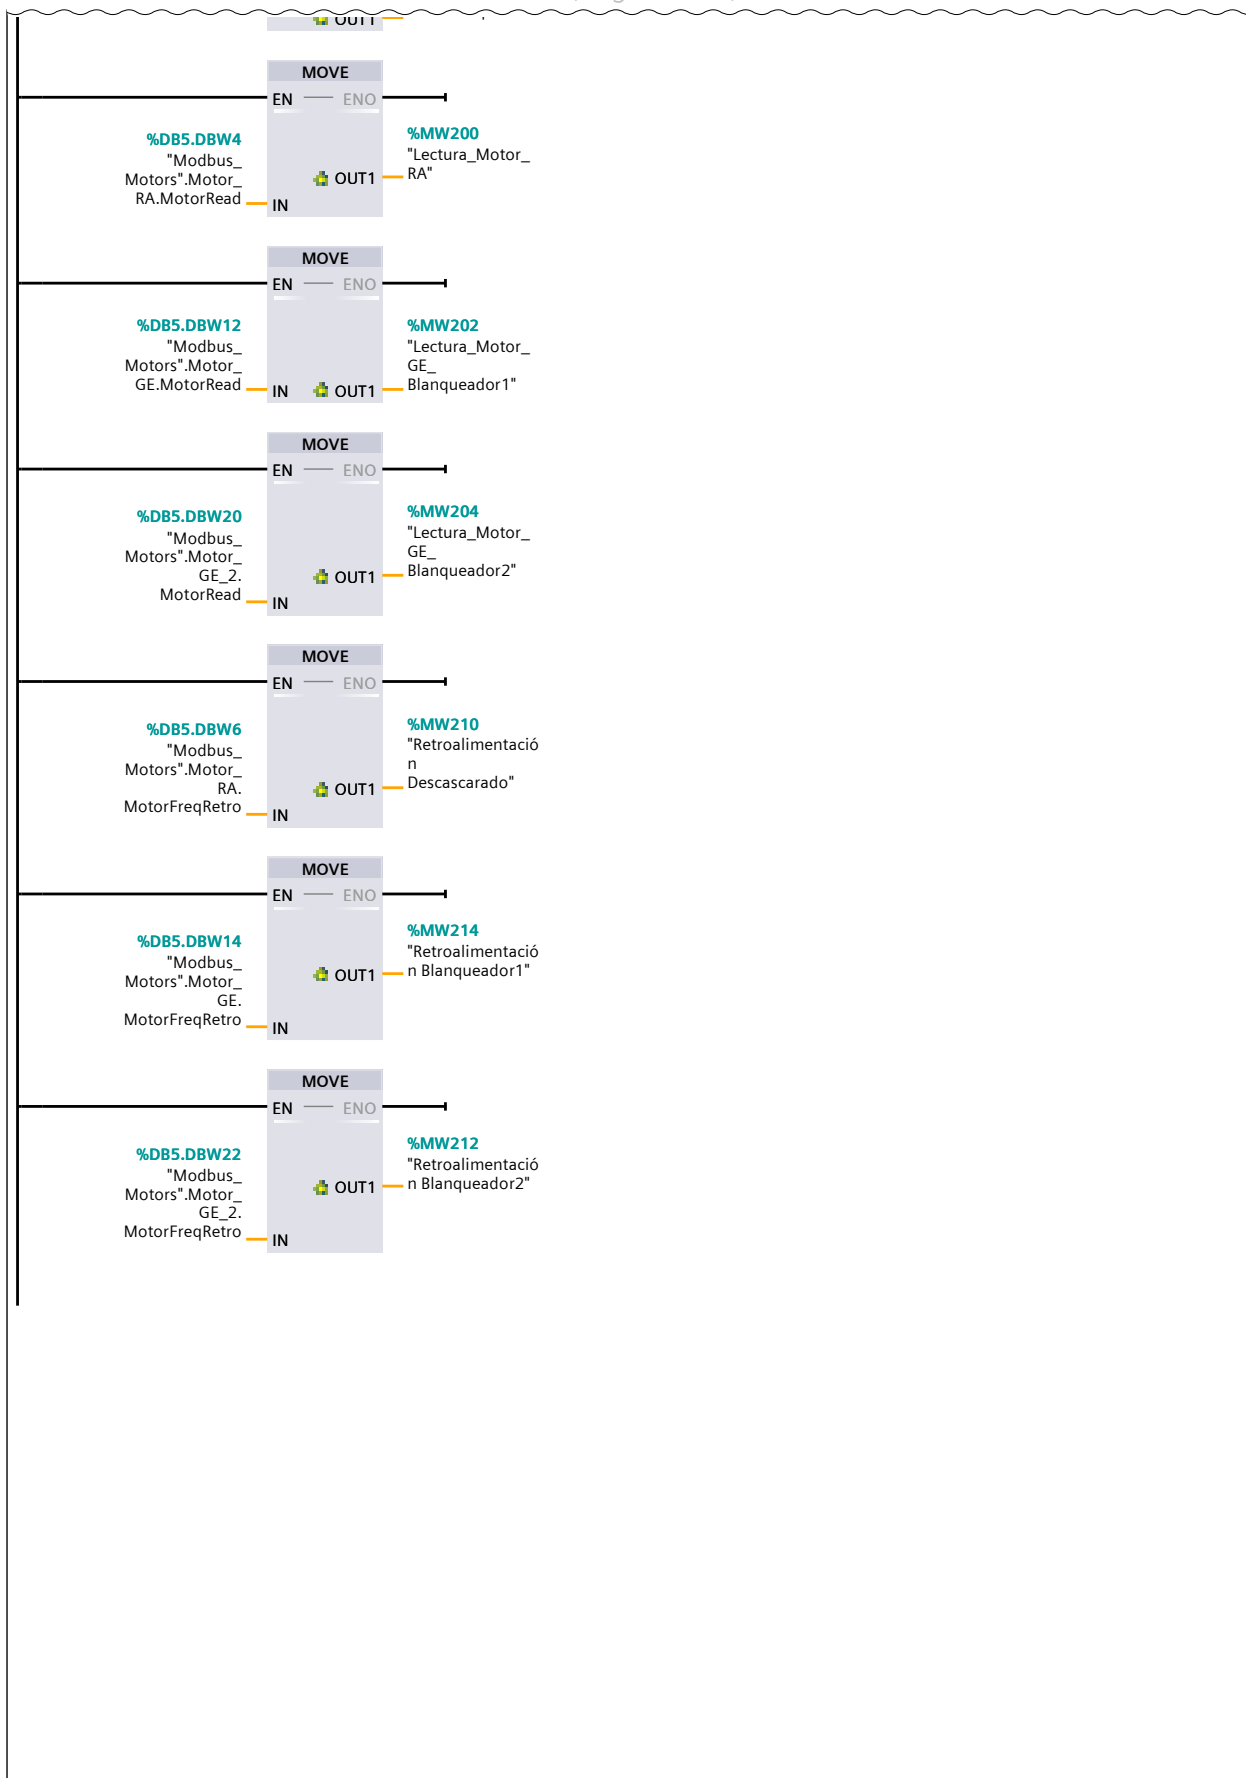 OUT1
MOVE
EN ENO
%DB5.DBW4
"Modbus_
Motors".Motor_
RA.MotorRead
IN
OUT1
%MW200
"Lectura_Motor_
RA"
MOVE
EN ENO
%DB5.DBW12
"Modbus_
Motors".Motor_
GE.MotorRead
IN
OUT1
%MW202
"Lectura_Motor_
GE_
Blanqueador1"
MOVE
EN ENO
%DB5.DBW20
"Modbus_
Motors".Motor_
GE_2.
MotorRead
IN
OUT1
%MW204
"Lectura_Motor_
GE_
Blanqueador2"
MOVE
EN ENO
%DB5.DBW6
"Modbus_
Motors".Motor_
RA.
MotorFreqRetro
IN
OUT1
%MW210
"Retroalimentació
n
Descascarado"
MOVE
EN ENO
%DB5.DBW14
"Modbus_
Motors".Motor_
GE.
MotorFreqRetro
IN
OUT1
%MW214
"Retroalimentació
n Blanqueador1"
MOVE
EN ENO
%DB5.DBW22
"Modbus_
Motors".Motor_
GE_2.
MotorFreqRetro
IN
OUT1
%MW212
"Retroalimentació
n Blanqueador2"